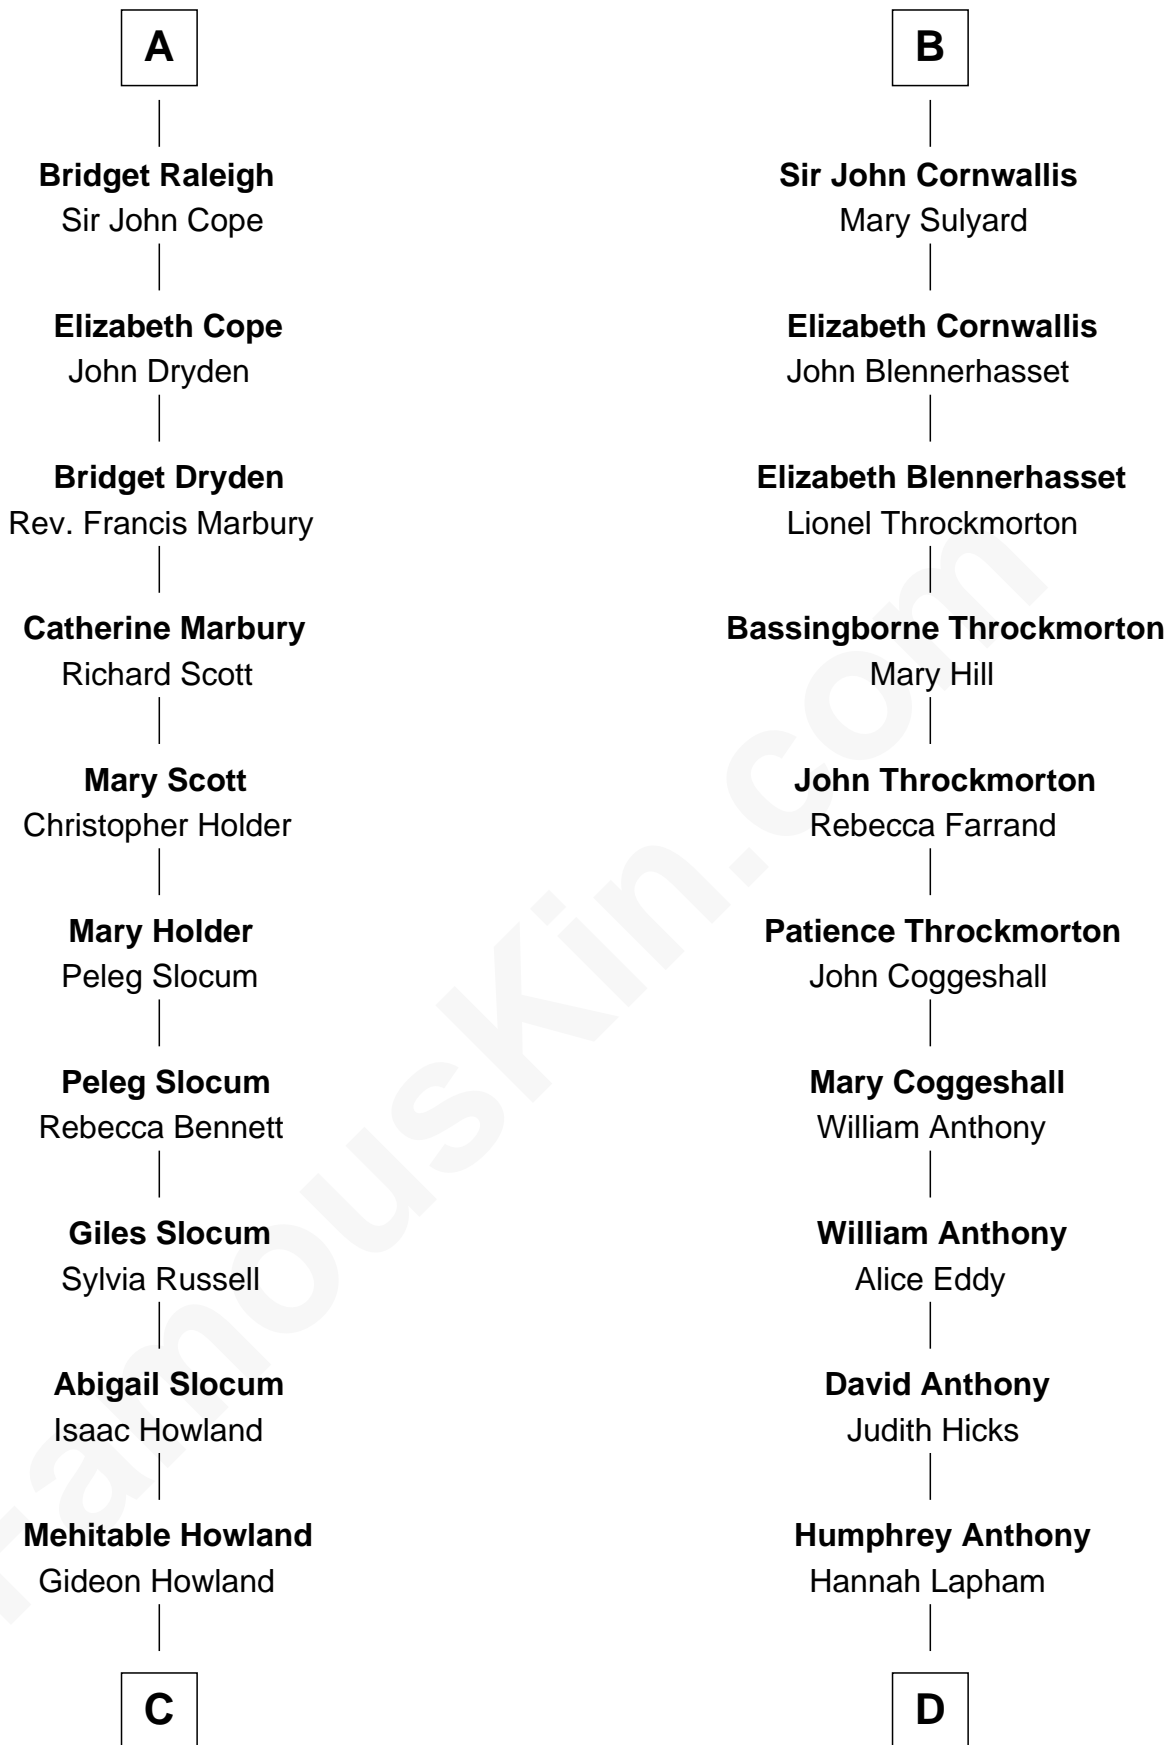 A
Bridget Raleigh
Sir John Cope
Elizabeth Cope
John Dryden
Bridget Dryden
Rev. Francis Marbury
Catherine Marbury
Richard Scott
Mary Scott
Christopher Holder
Mary Holder
Peleg Slocum
Peleg Slocum
Rebecca Bennett
Giles Slocum
Sylvia Russell
Abigail Slocum
Isaac Howland
Mehitable Howland
Gideon Howland
C
B
Sir John Cornwallis
Mary Sulyard
Elizabeth Cornwallis
John Blennerhasset
Elizabeth Blennerhasset
Lionel Throckmorton
Bassingborne Throckmorton
Mary Hill
John Throckmorton
Rebecca Farrand
Patience Throckmorton
John Coggeshall
Mary Coggeshall
William Anthony
William Anthony
Alice Eddy
David Anthony
Judith Hicks
Humphrey Anthony
Hannah Lapham
D
FamousKin.com